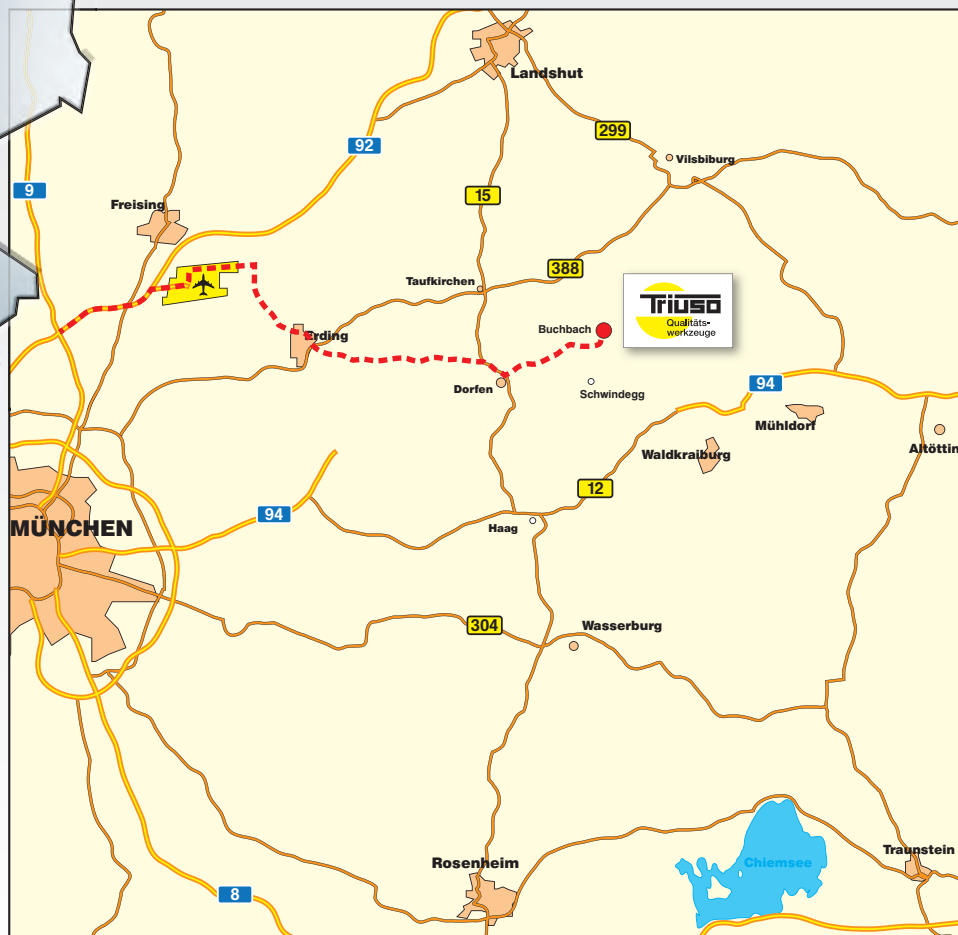 Landshut
299
92
Vilsbiburg
9
15
Freising
388
Taufkirchen
TRIUSO
Qualitäts-
werkzeuge
Buchbach
Erding
Dorfen
94
Schwindegg
Mühldorf
Altöttin
Waldkraiburg
12
94
Haag
MÜNCHEN
304
Wasserburg
Traunstein
Rosenheim
Chiemsee
8